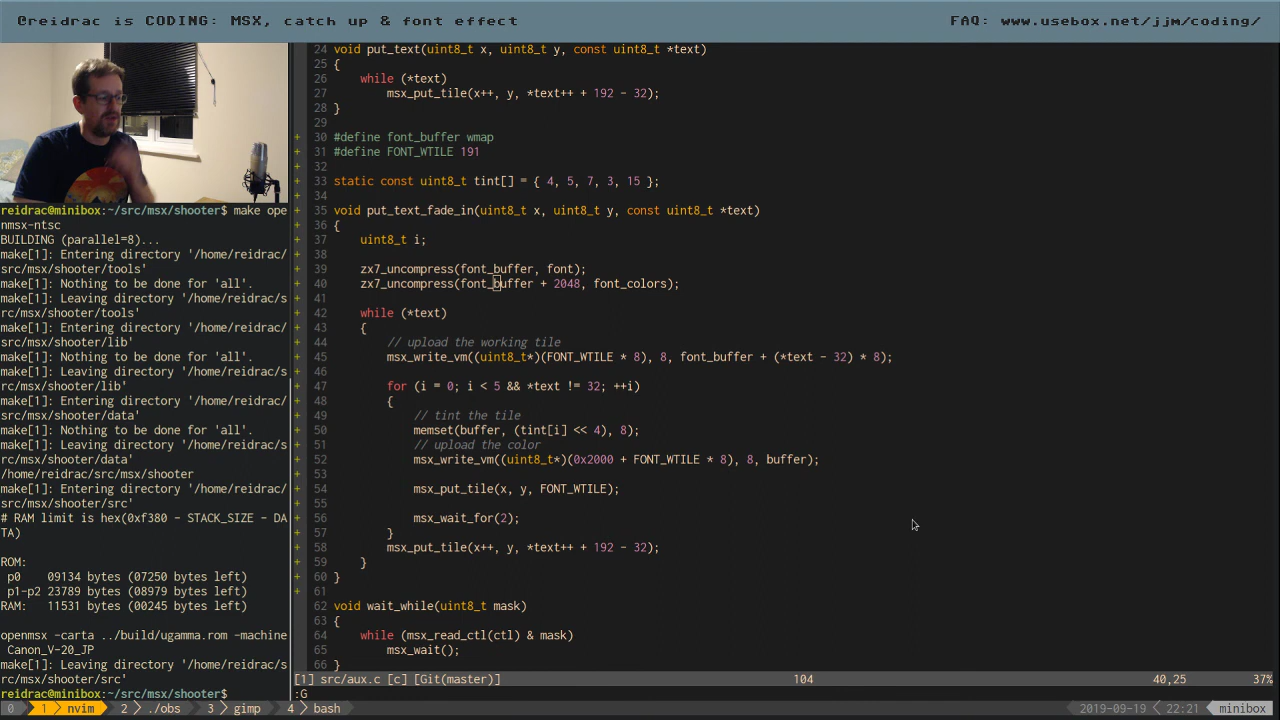 @reidrac is CODING: MSX, catch up & font effect
FAQ: www.usebox.net/jjm/coding/
reidrac@minibox:~/src/msx/shooter$ make ope
nmsx-ntsc
BUILDING (parallel=8)...
make[1]: Entering directory '/home/reidrac/
src/msx/shooter/tools'
make[1]: Nothing to be done for 'all'.
make[1]: Leaving directory '/home/reidrac/s
rc/msx/shooter/tools'
make[1]: Entering directory '/home/reidrac/
src/msx/shooter/lib'
make[1]: Nothing to be done for 'all'.
make[1]: Leaving directory '/home/reidrac/s
rc/msx/shooter/lib'
make[1]: Entering directory '/home/reidrac/
src/msx/shooter/data'
make[1]: Nothing to be done for 'all'.
make[1]: Leaving directory '/home/reidrac/s
rc/msx/shooter/data'
/home/reidrac/src/msx/shooter
make[1]: Entering directory '/home/reidrac/
src/msx/shooter/src'
# RAM limit is hex(0xf380 - STACK_SIZE - DA
TA)
ROM:
p0 09134 bytes (07250 bytes left)
p1-p2 23789 bytes (08979 bytes left)
RAM: 11531 bytes (00245 bytes left)
openmsx -carta ../build/ugamma.rom -machine
Canon_V-20_JP
make[1]: Leaving directory '/home/reidrac/s
rc/msx/shooter/src'
reidrac@minibox:~/src/msx/shooter$
24 void put_text(uint8_t x, uint8_t y, const uint8_t *text)
25 {
26 while (*text)
27 msx_put_tile(x++, y, *text++ + 192 - 32);
28 }
29
+ 30 #define font_buffer wmap
+ 31 #define FONT_WTILE 191
+ 32
+ 33 static const uint8_t tint[] = { 4, 5, 7, 3, 15 };
+ 34
+ 35 void put_text_fade_in(uint8_t x, uint8_t y, const uint8_t *text)
+ 36 {
+ 37 uint8_t i;
+ 38
+ 39 zx7_uncompress(font_buffer, font);
+ 40 zx7_uncompress(font_buffer + 2048, font_colors);
+ 41
+ 42 while (*text)
+ 43 {
+ 44 // upload the working tile
+ 45 msx_write_vm((uint8_t*)(FONT_WTILE * 8), 8, font_buffer + (*text - 32) * 8);
+ 46
+ 47 for (i = 0; i < 5 && *text != 32; ++i)
+ 48 {
+ 49 // tint the tile
+ 50 memset(buffer, (tint[i] << 4), 8);
+ 51 // upload the color
+ 52 msx_write_vm((uint8_t*)(0x2000 + FONT_WTILE * 8), 8, buffer);
+ 53
+ 54 msx_put_tile(x, y, FONT_WTILE);
+ 55
+ 56 msx_wait_for(2);
+ 57 }
+ 58 msx_put_tile(x++, y, *text++ + 192 - 32);
+ 59 }
+ 60 }
+ 61
62 void wait_while(uint8_t mask)
63 {
64 while (msx_read_ctl(ctl) & mask)
65 msx_wait();
66 }
[1] src/aux.c [c] [Git(master)] 104 40,25 37%
:G
0 1 nvim 2 ./obs 3 gimp 4 bash 2019-09-19 22:21 minibox